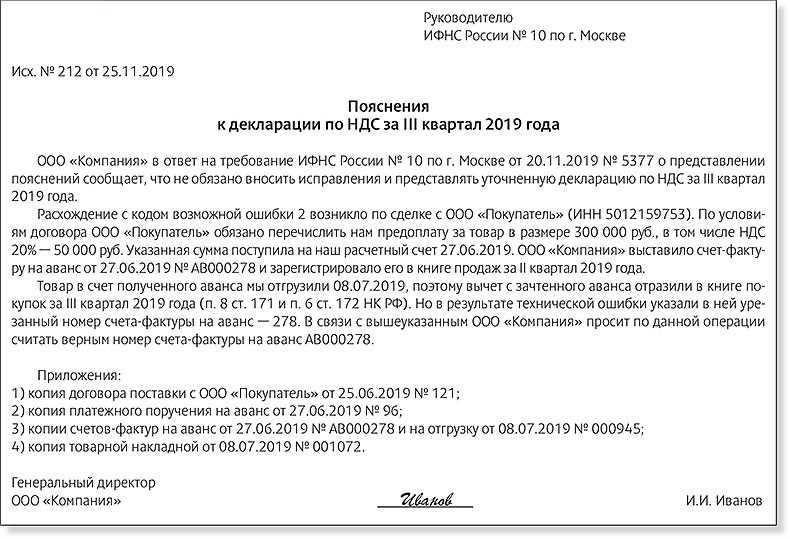 Руководителю
ИФНС России № 10 по г. Москве
Исх. № 212 от 25.11.2019
Пояснения
к декларации по НДС за III квартал 2019 года
ООО «Компания» в ответ на требование ИФНС России № 10 по г. Москве от 20.11.2019 № 5377 о представлении
пояснений сообщает, что не обязано вносить исправления и представлять уточненную декларацию по НДС за III квартал
2019 года.
Расхождение с кодом возможной ошибки 2 возникло по сделке с ООО «Покупатель» (ИНН 5012159753). По услови-
ям договора ООО «Покупатель» обязано перечислить нам предоплату за товар в размере 300 000 руб., в том числе НДС
20% — 50 000 руб. Указанная сумма поступила на наш расчетный счет 27.06.2019. ООО «Компания» выставило счет-факту-
ру на аванс от 27.06.2019 № АВ000278 и зарегистрировало его в книге продаж за II квартал 2019 года.
Товар в счет полученного аванса мы отгрузили 08.07.2019, поэтому вычет с зачтенного аванса отразили в книге по-
купок за III квартал 2019 года (п. 8 ст. 171 и п. 6 ст. 172 НК РФ). Но в результате технической ошибки указали в ней уре-
занный номер счета-фактуры на аванс — 278. В связи с вышеуказанным ООО «Компания» просит по данной операции
считать верным номер счета-фактуры на аванс АВ000278.
Приложения:
1) копия договора поставки с ООО «Покупатель» от 25.06.2019 № 121;
2) копия платежного поручения на аванс от 27.06.2019 № 96;
3) копии счетов-фактур на аванс от 27.06.2019 № АВ000278 и на отгрузку от 08.07.2019 № 000945;
4) копия товарной накладной от 08.07.2019 № 001072.
Генеральный директор
ООО «Компания» Иванов И.И. Иванов